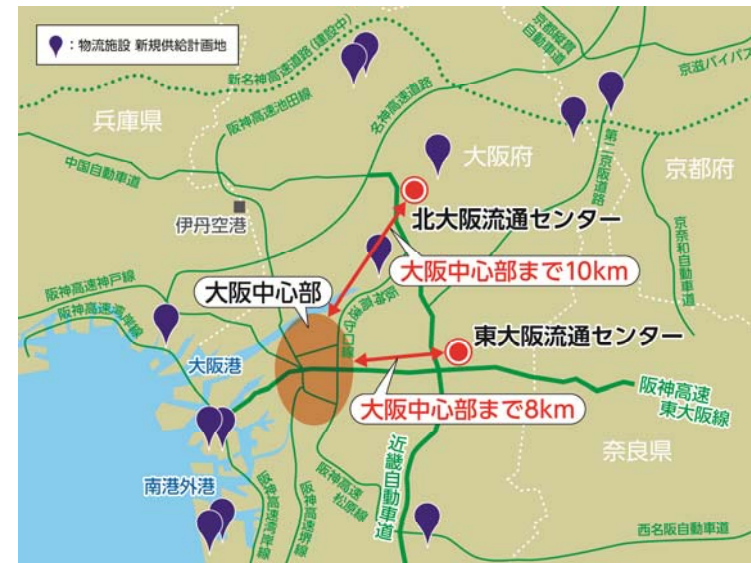 :物流施設 新規供給計画地
新名神高速道路(建設中)
京都縦貫
自動車道
京滋バイパス
兵庫県
阪神高速池田線
名神高速道路
第二京阪道路
中国自動車道
大阪府
京都府
伊丹空港
北大阪流通センター
大阪中心部まで10km
京奈和自動車道
阪神高速神戸線
阪神高速湾岸線
大阪中心部
阪神高速守口線
東大阪流通センター
大阪港
大阪中心部まで8km
阪神高速
東大阪線
奈良県
南港外港
阪神高速湾岸線
阪神高速堺線
阪神高速
松原線
近畿自動車道
西名阪自動車道